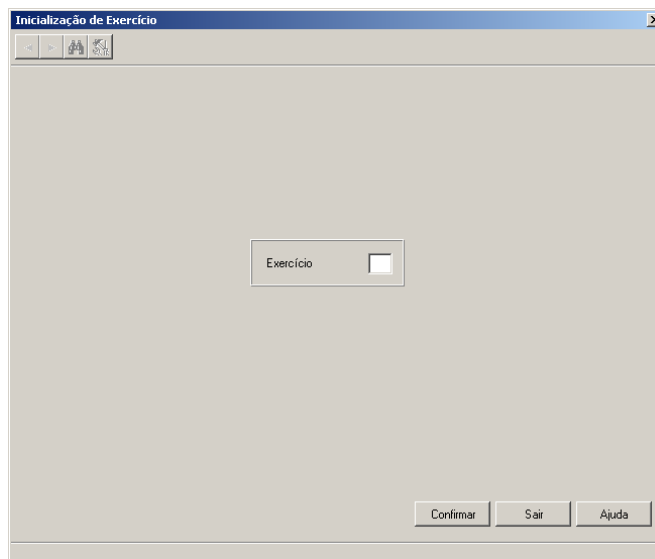 Inicialização de Exercício
Exercício
Confirmar
Sair
Ajuda